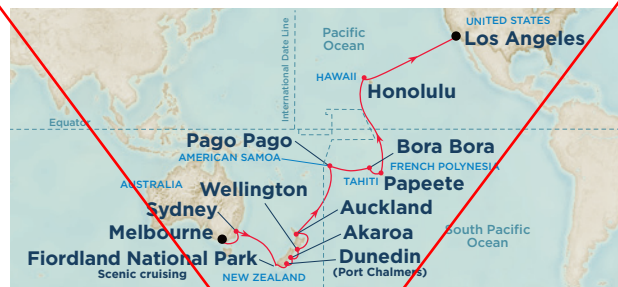 UNITED STATES
Los Angeles
Pacific
Ocean
International Date Line
HAWAII
Honolulu
Equator
Pago Pago
AMERICAN SAMOA
Bora Bora
FRENCH POLYNESIA
TAHITI
Papeete
AUSTRALIA
Wellington
Sydney
Auckland
Melbourne
Akaroa
South Pacific
Ocean
Fiordland National Park
Scenic cruising
Dunedin
(Port Chalmers)
NEW ZEALAND